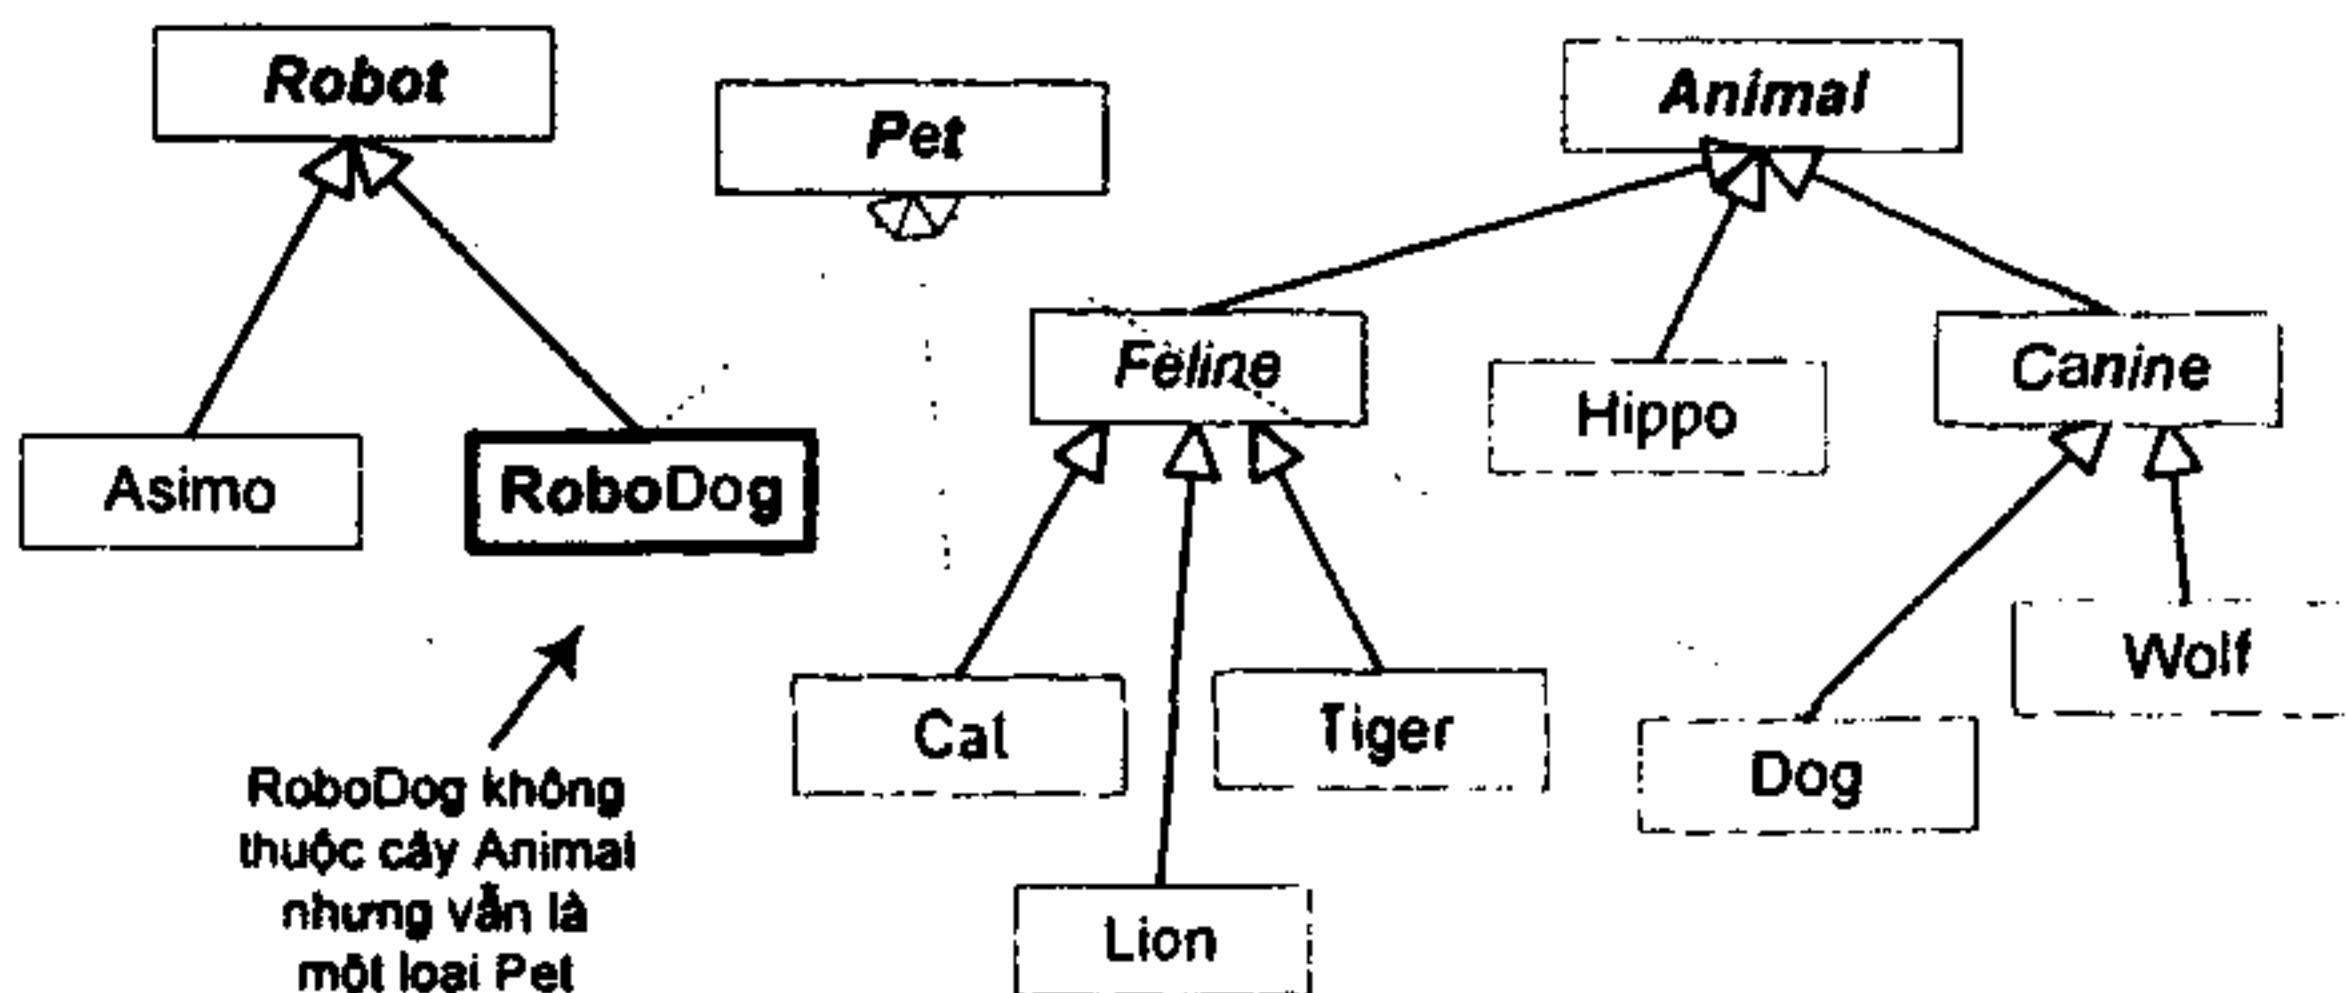 Robot
Pet
Animal
Feline
Hippo
Canine
Asimo
RoboDog
Wolf
Cat
Tiger
Dog
Lion
RoboDog không
thuộc cây Animal
nhưng vẫn là
một loại Pet